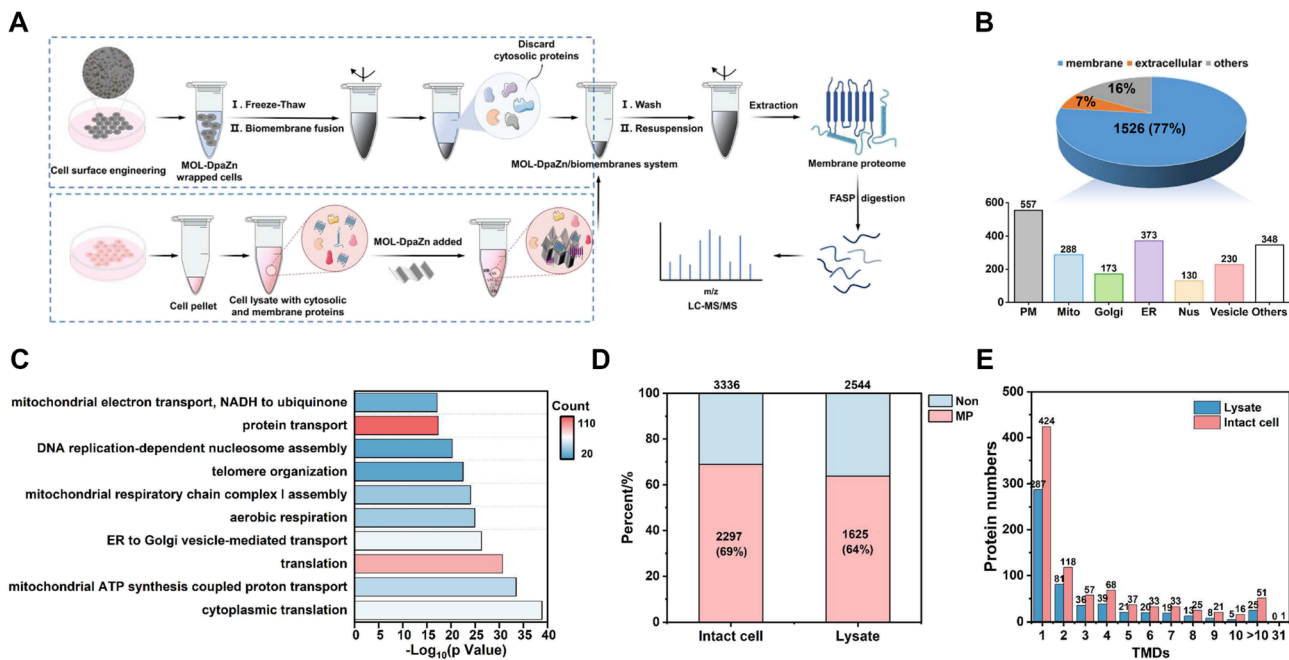 A
Discard
cytosolic proteins
I . Freeze-Thaw
II. Biomembrane fusion
I . Wash
II. Resuspension
Extraction
Cell surface engineering
MOL-DpaZn
wrapped cells
MOL-DpaZn/biomembranes system
Membrane proteome
FASP digestion
MOL-DpaZn added
Cell pellet
Cell lysate with cytosolic
and membrane proteins
m/z
LC-MS/MS
B
membrane extracellular others
16%
7%
1526 (77%)
600
400
200
0
557
288
173
373
130
230
348
PM Mito Golgi ER Nus Vesicle Others
C
mitochondrial electron transport, NADH to ubiquinone
protein transport
DNA replication-dependent nucleosome assembly
telomere organization
mitochondrial respiratory chain complex I assembly
aerobic respiration
ER to Golgi vesicle-mediated transport
translation
mitochondrial ATP synthesis coupled proton transport
cytoplasmic translation
Count
110
20
0 5 10 15 20 25 30 35 40
-Log10(p Value)
D
3336 2544
Non
MP
100
80
60
40
20
0
Percent/%
2297
(69%)
1625
(64%)
Intact cell Lysate
E
Lysate
Intact cell
500
400
300
200
100
0
Protein numbers
287 424
81 118
36 57
39 68
21 37
20 33
19 33
13 25
8 21
5 16
25 51
0 1
1 2 3 4 5 6 7 8 9 10 >10 31
TMDs